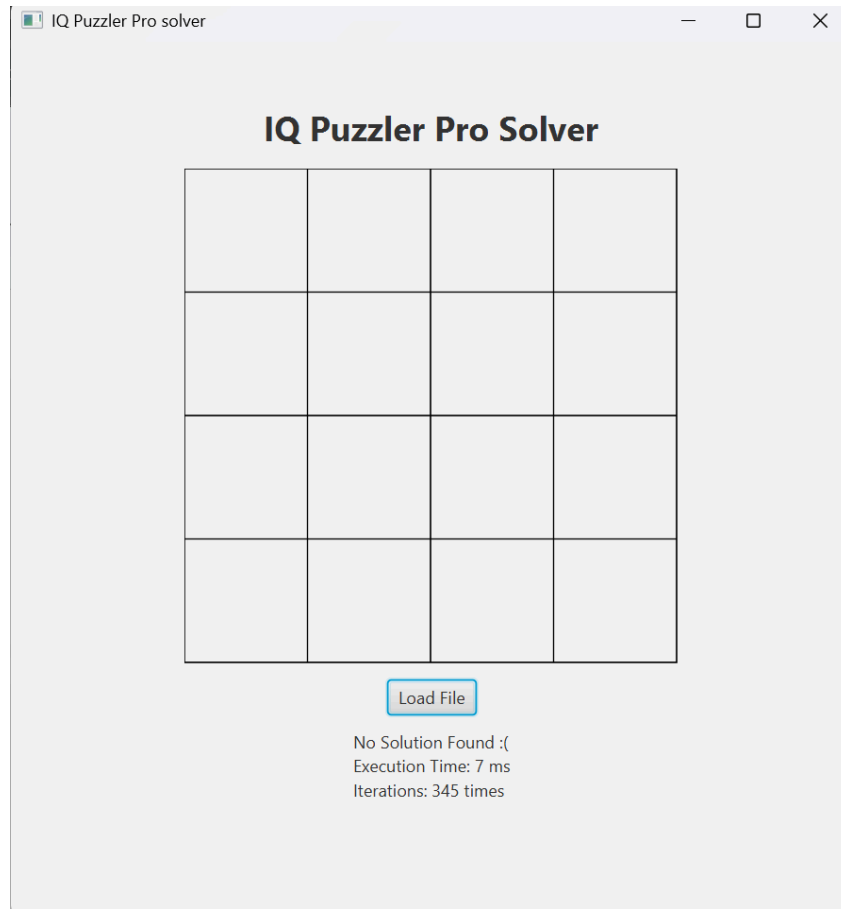 IQ Puzzler Pro solver
IQ Puzzler Pro Solver
Load File
No Solution Found :(
Execution Time: 7 ms
Iterations: 345 times